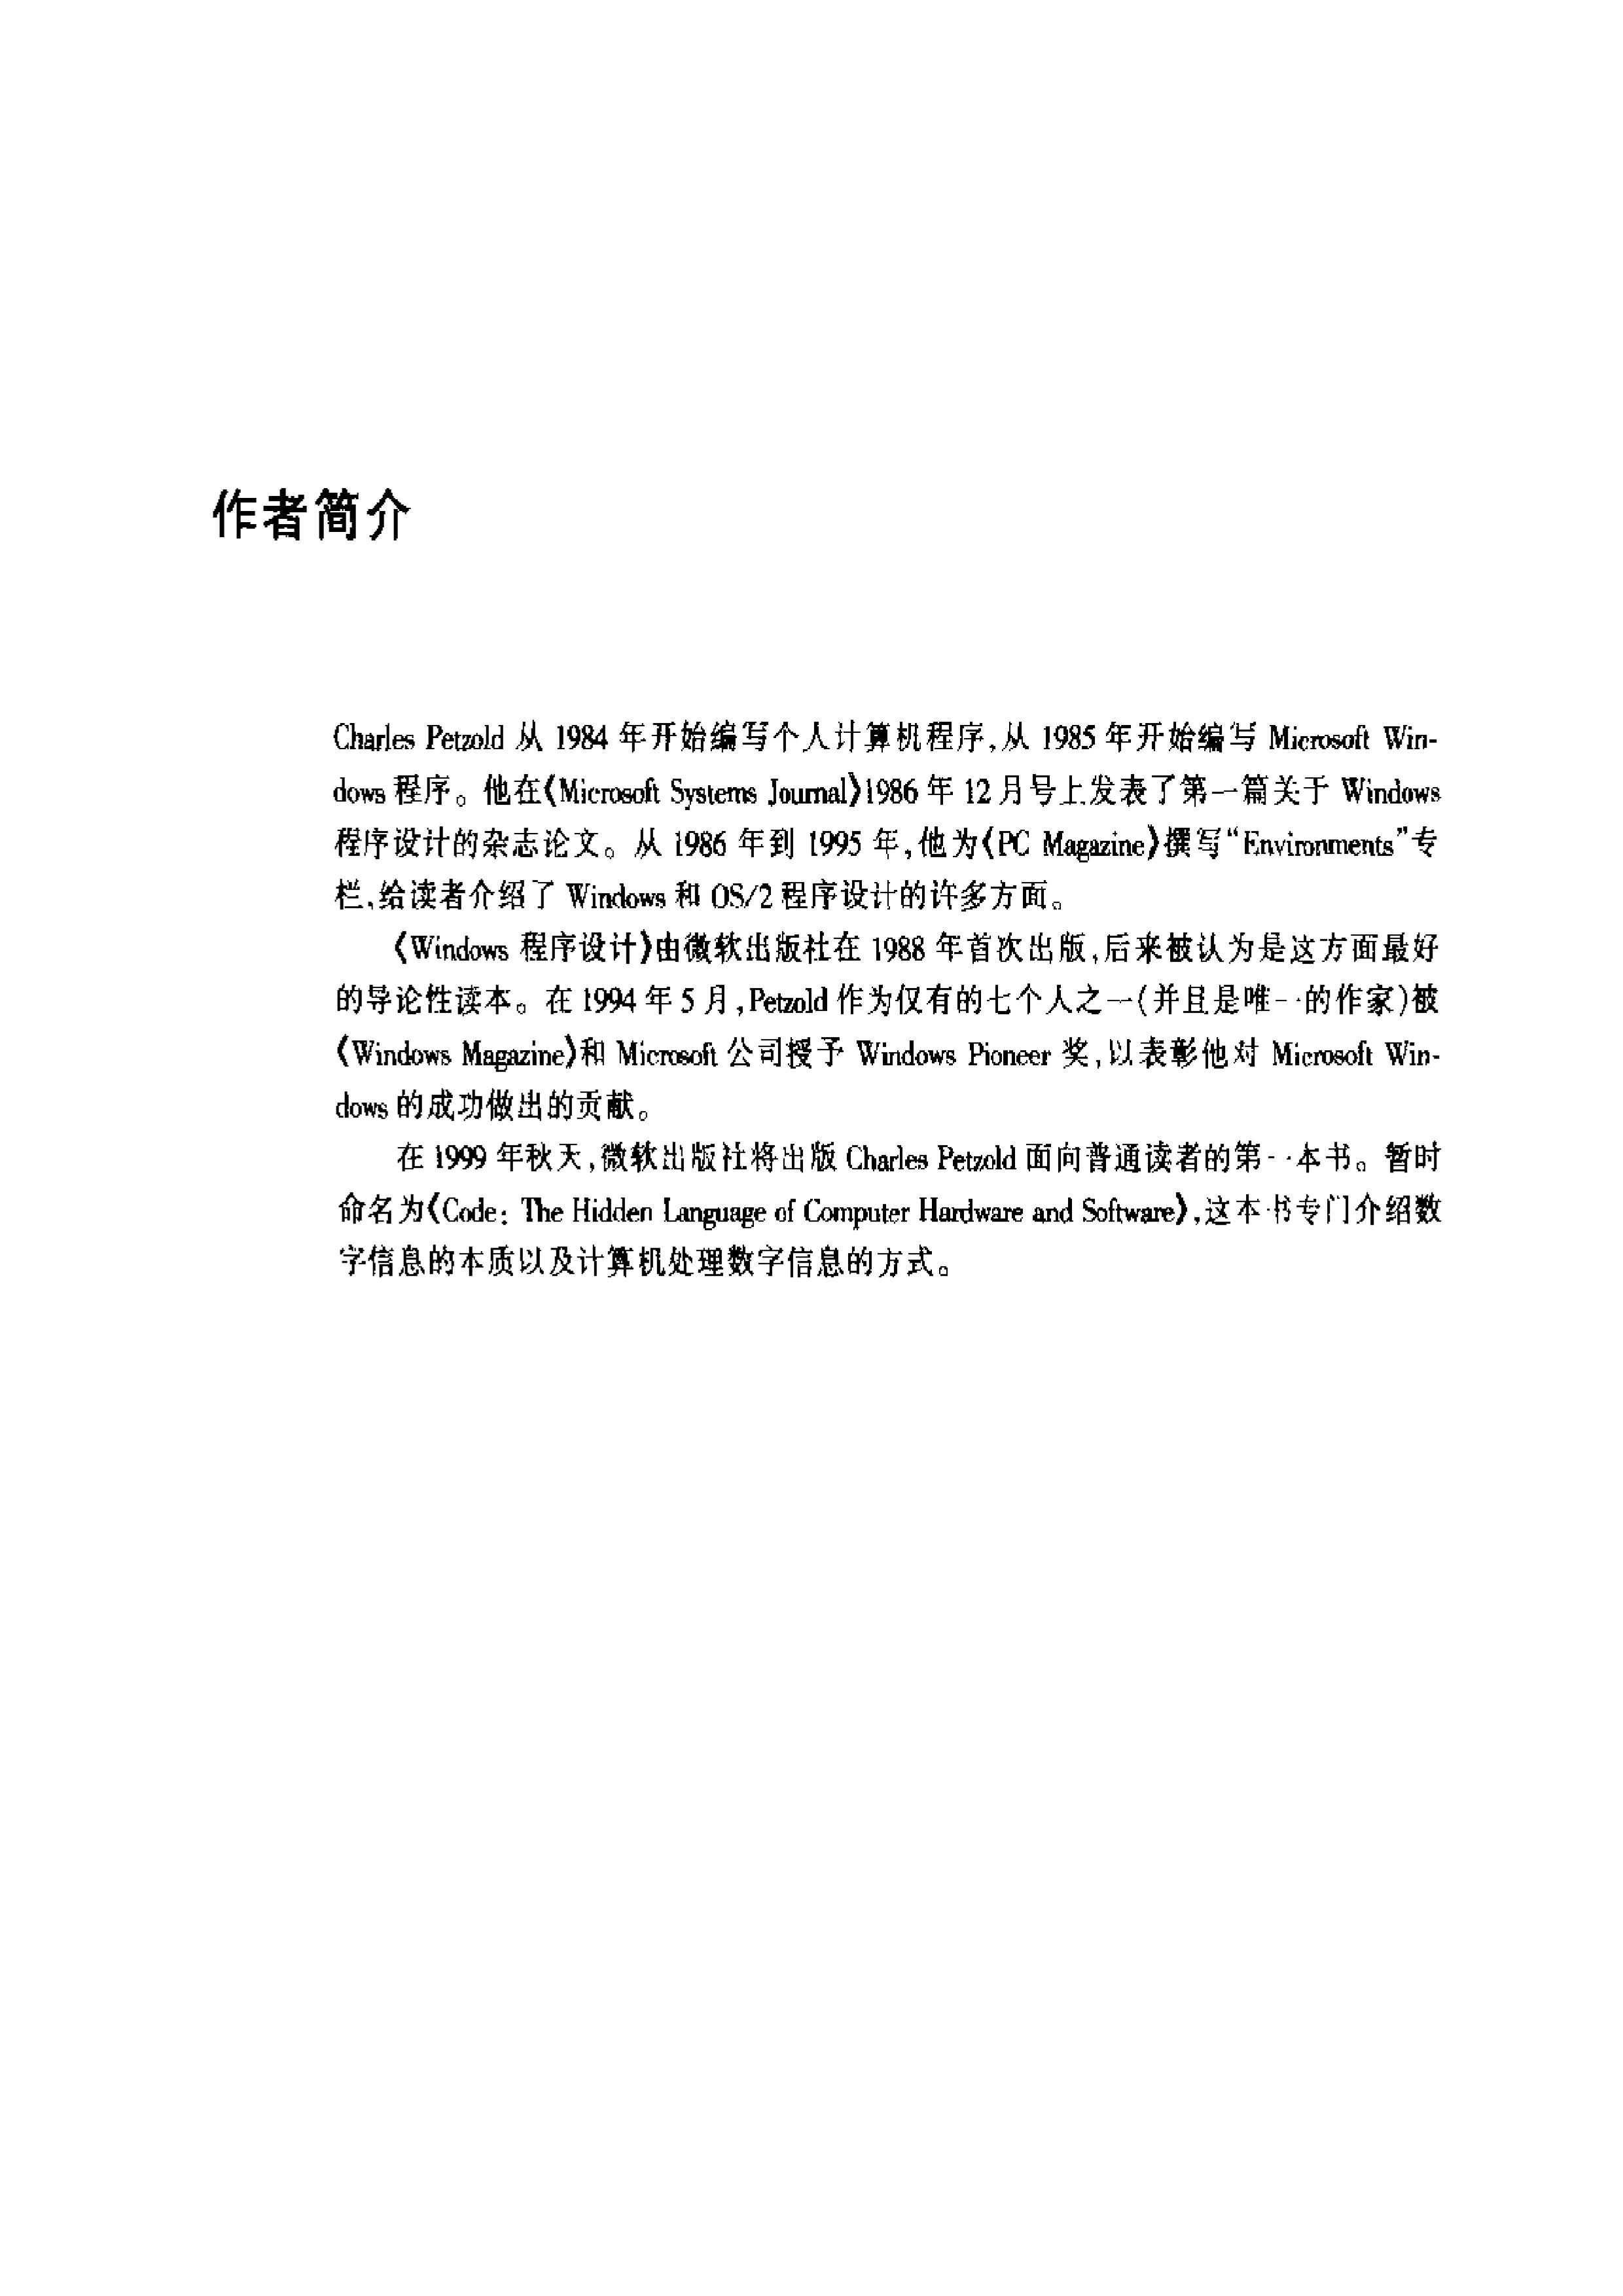 作者简介
Charles Petzold 从 1984 年开始编写个人计算机程序,从 1985 年开始编写 Microsoft Win-
dows 程序。他在《Microsoft Systems Journal》1986 年 12 月号上发表了第一篇关于 Windows
程序设计的杂志论文。从 1986 年到 1995 年,他为《PC Magazine》撰写“Environments”专
栏,给读者介绍了 Windows 和 OS/2 程序设计的许多方面。
《Windows 程序设计》由微软出版社在 1988 年首次出版,后来被认为是这方面最好
的导论性读本。在 1994 年 5 月,Petzold 作为仅有的七个人之一(并且是唯一的作家)被
《Windows Magazine》和 Microsoft 公司授予 Windows Pioneer 奖,以表彰他对 Microsoft Win-
dows 的成功做出的贡献。
在 1999 年秋天,微软出版社将出版 Charles Petzold 面向普通读者的第一本书。暂时
命名为《Code: The Hidden Language of Computer Hardware and Software》,这本书专门介绍数
字信息的本质以及计算机处理数字信息的方式。